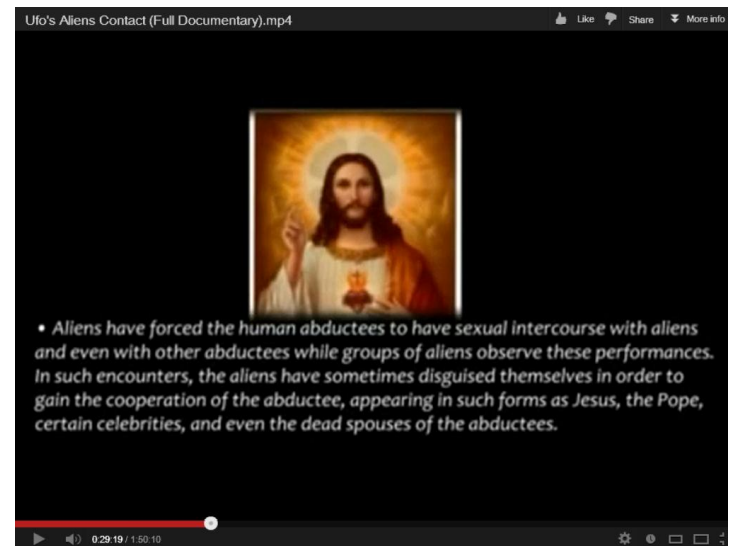 Ufo's Aliens Contact (Full Documentary).mp4
Like Share More info
• Aliens have forced the human abductees to have sexual intercourse with aliens
and even with other abductees while groups of aliens observe these performances.
In such encounters, the aliens have sometimes disguised themselves in order to
gain the cooperation of the abductee, appearing in such forms as Jesus, the Pope,
certain celebrities, and even the dead spouses of the abductees.
0:29:19 / 1:50:10